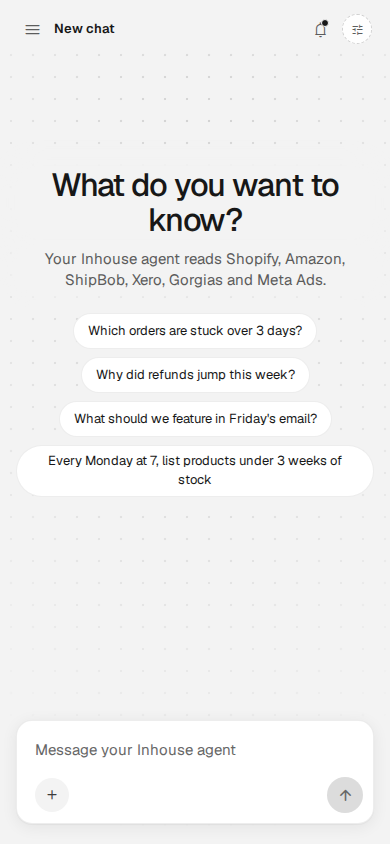 New chat
What do you want to
know?
Your Inhouse agent reads Shopify, Amazon,
ShipBob, Xero, Gorgias and Meta Ads.
Which orders are stuck over 3 days?
Why did refunds jump this week?
What should we feature in Friday's email?
Every Monday at 7, list products under 3 weeks of
stock
Message your Inhouse agent